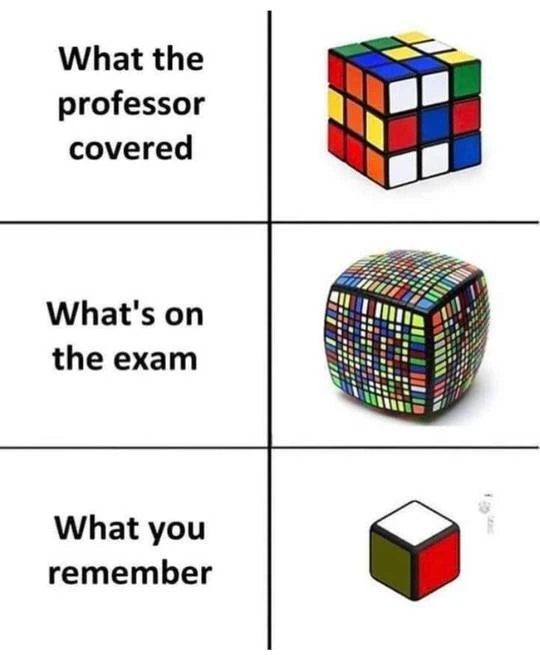 What the
professor
covered
What's on
the exam
What you
remember